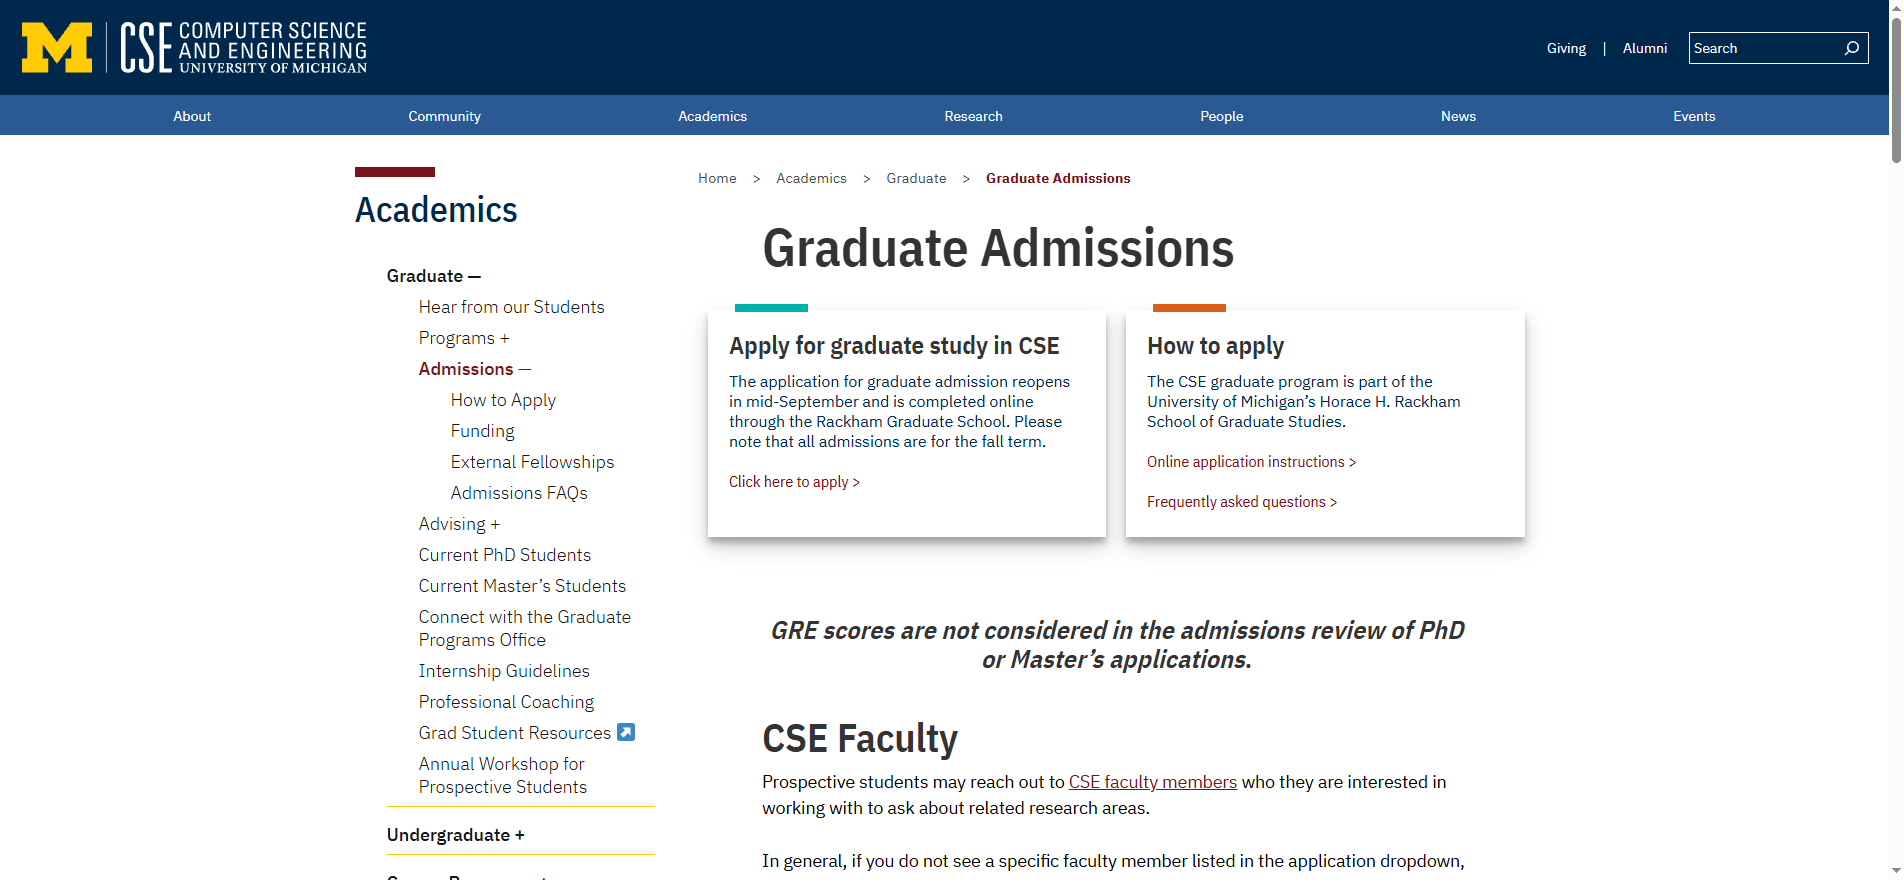 M CSE COMPUTER SCIENCE
AND ENGINEERING
UNIVERSITY OF MICHIGAN
Giving | Alumni Search
About Community Academics Research People News Events
Academics
Graduate —
Hear from our Students
Programs +
Admissions —
How to Apply
Funding
External Fellowships
Admissions FAQs
Advising +
Current PhD Students
Current Master’s Students
Connect with the Graduate
Programs Office
Internship Guidelines
Professional Coaching
Grad Student Resources
Annual Workshop for
Prospective Students
Undergraduate +
Home > Academics > Graduate > Graduate Admissions
Graduate Admissions
Apply for graduate study in CSE
The application for graduate admission reopens
in mid-September and is completed online
through the Rackham Graduate School. Please
note that all admissions are for the fall term.
Click here to apply >
How to apply
The CSE graduate program is part of the
University of Michigan’s Horace H. Rackham
School of Graduate Studies.
Online application instructions >
Frequently asked questions >
GRE scores are not considered in the admissions review of PhD
or Master’s applications.
CSE Faculty
Prospective students may reach out to CSE faculty members who they are interested in
working with to ask about related research areas.
In general, if you do not see a specific faculty member listed in the application dropdown,